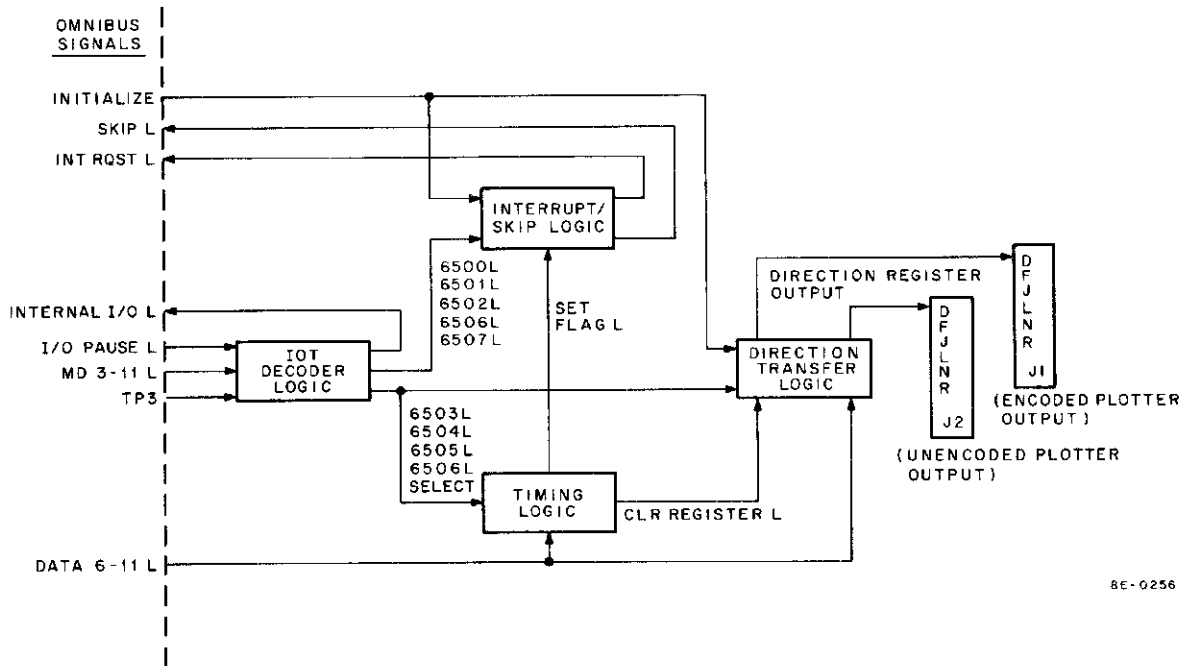 OMNIBUS
SIGNALS
INITIALIZE
SKIP L
INT RQST L
INTERRUPT/
SKIP LOGIC
6500L
6501L
6502L
6506L
6507L
SET
FLAG L
DIRECTION REGISTER
OUTPUT
D
F
J
L
N
R
J1
(ENCODED PLOTTER
OUTPUT)
D
F
J
L
N
R
J2
(UNENCODED PLOTTER
OUTPUT)
INTERNAL I/O L
I/O PAUSE L
MD 3-11 L
TP3
IOT
DECODER
LOGIC
DIRECTION
TRANSFER
LOGIC
6503L
6504L
6505L
6506L
SELECT
TIMING
LOGIC
CLR REGISTER L
DATA 6-11 L
8E-0256